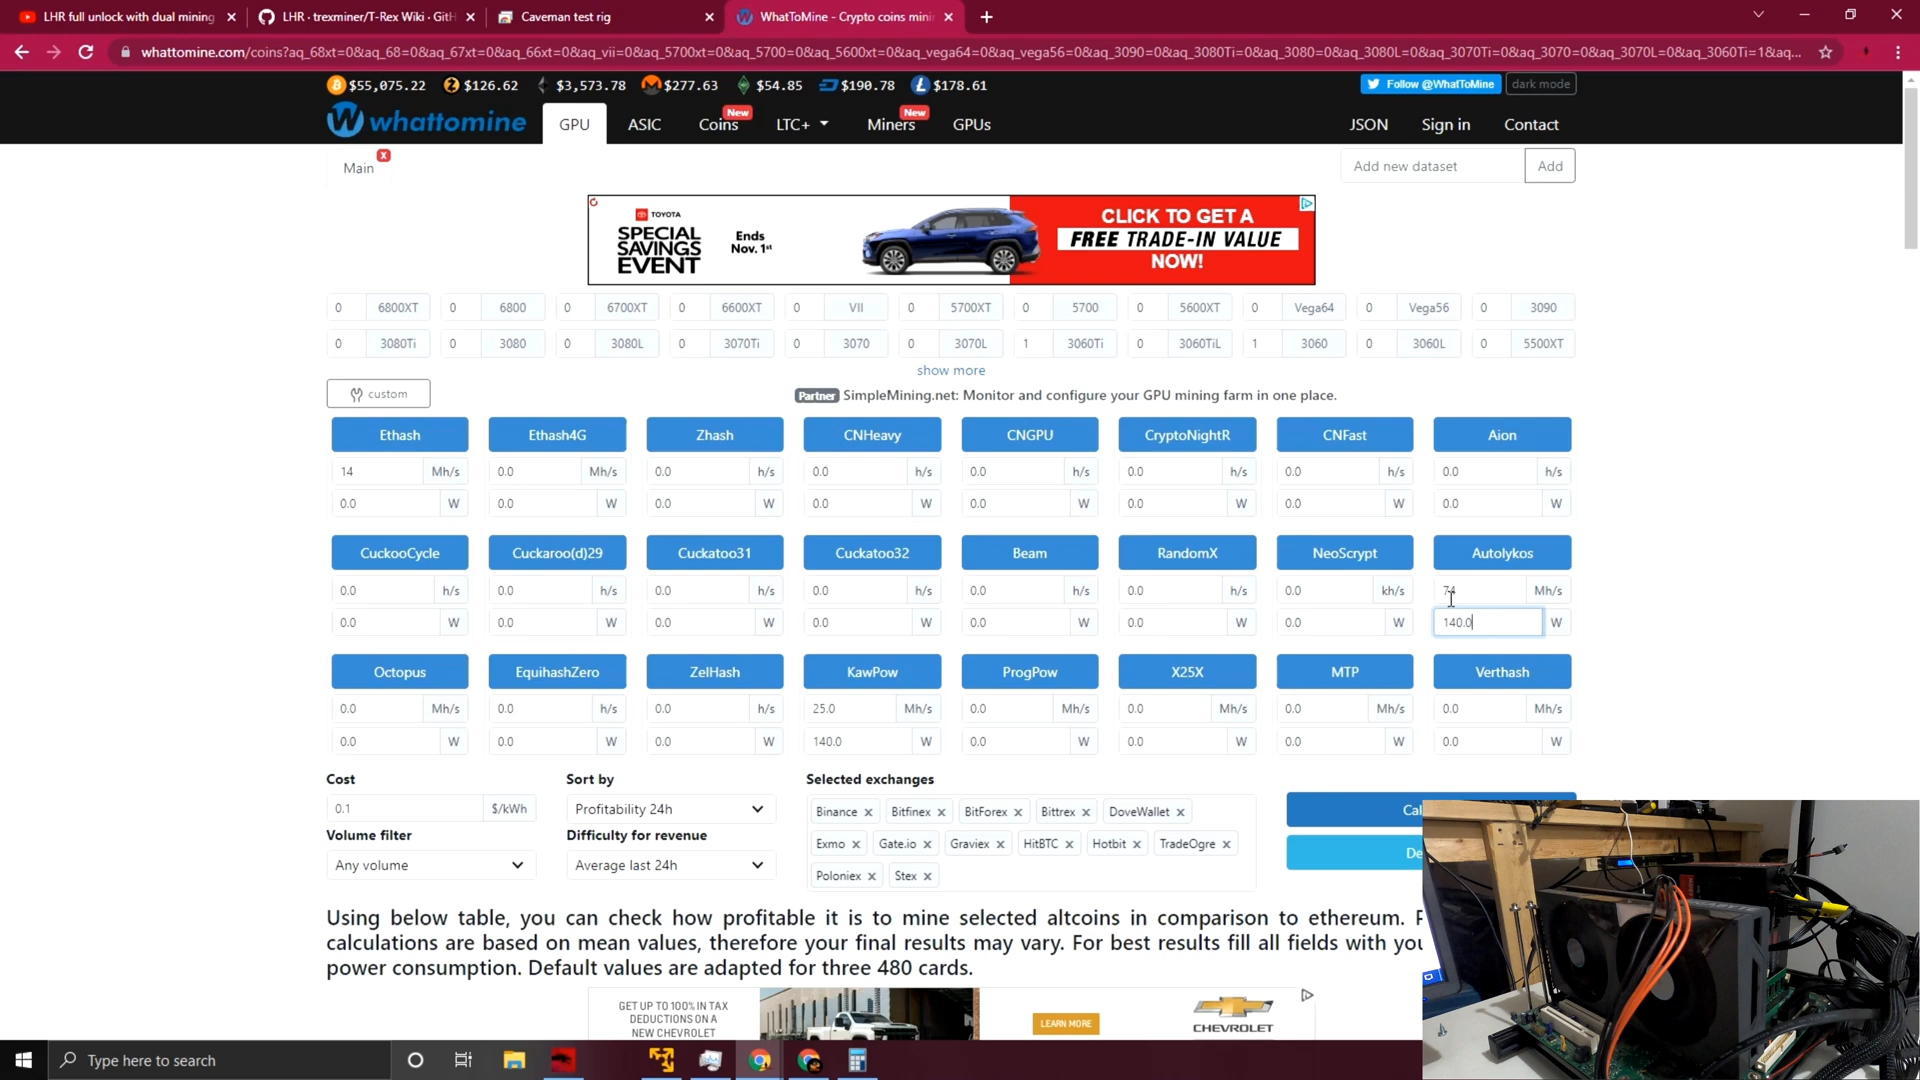 LHR full unlock with dual mining
LHR · trexminer/T-Rex Wiki · GitH
Caveman test rig
WhatToMine - Crypto coins mini
whattomine.com/coins?aq_68xt=0&aq_68=0&aq_67xt=0&aq_66xt=0&aq_vii=0&aq_5700xt=0&aq_5700=0&aq_5600xt=0&aq_vega64=0&aq_vega56=0&aq_3090=0&aq_3080Ti=0&aq_3080=0&aq_3080L=0&aq_3070Ti=0&aq_3070=0&aq_3070L=0&aq_3060Ti=1&aq...
$55,075.22 $126.62 $3,573.78 $277.63 $54.85 $190.78 $178.61
Follow @WhatToMine dark mode
whattomine GPU ASIC Coins New LTC+ Miners New GPUs JSON Sign in Contact
Main x Add new dataset Add
TOYOTA
SPECIAL SAVINGS EVENT
Ends Nov. 1st
CLICK TO GET A
FREE TRADE-IN VALUE
NOW!
0 6800XT 0 6800 0 6700XT 0 6600XT 0 VII 0 5700XT 0 5700 0 5600XT 0 Vega64 0 Vega56 0 3090
0 3080Ti 0 3080 0 3080L 0 3070Ti 0 3070 0 3070L 1 3060Ti 0 3060TiL 1 3060 0 3060L 0 5500XT
show more
custom
Partner SimpleMining.net: Monitor and configure your GPU mining farm in one place.
Ethash Ethash4G Zhash CNHeavy CNGPU CryptoNightR CNFast Aion
14 Mh/s 0.0 Mh/s 0.0 h/s 0.0 h/s 0.0 h/s 0.0 h/s 0.0 h/s 0.0 h/s
0.0 W 0.0 W 0.0 W 0.0 W 0.0 W 0.0 W 0.0 W 0.0 W
CuckooCycle Cuckaroo(d)29 Cuckatoo31 Cuckatoo32 Beam RandomX NeoScrypt Autolykos
0.0 h/s 0.0 h/s 0.0 h/s 0.0 h/s 0.0 h/s 0.0 h/s 0.0 kh/s 74 Mh/s
0.0 W 0.0 W 0.0 W 0.0 W 0.0 W 0.0 W 0.0 W 140.0 W
Octopus EquihashZero ZelHash KawPow ProgPow X25X MTP Verthash
0.0 Mh/s 0.0 h/s 0.0 h/s 25.0 Mh/s 0.0 Mh/s 0.0 Mh/s 0.0 Mh/s 0.0 Mh/s
0.0 W 0.0 W 0.0 W 140.0 W 0.0 W 0.0 W 0.0 W 0.0 W
Cost Sort by Selected exchanges
0.1 $/kWh Profitability 24h Binance Bitfinex BitForex Bittrex DoveWallet Cal
Volume filter Difficulty for revenue
Exmo Gate.io Graviex HitBTC Hotbit TradeOgre
Any volume Average last 24h De
Poloniex Stex
Using below table, you can check how profitable it is to mine selected altcoins in comparison to ethereum. P
calculations are based on mean values, therefore your final results may vary. For best results fill all fields with you
power consumption. Default values are adapted for three 480 cards.
GET UP TO 100% IN TAX
DEDUCTIONS ON A
NEW CHEVROLET
LEARN MORE
CHEVROLET
Type here to search